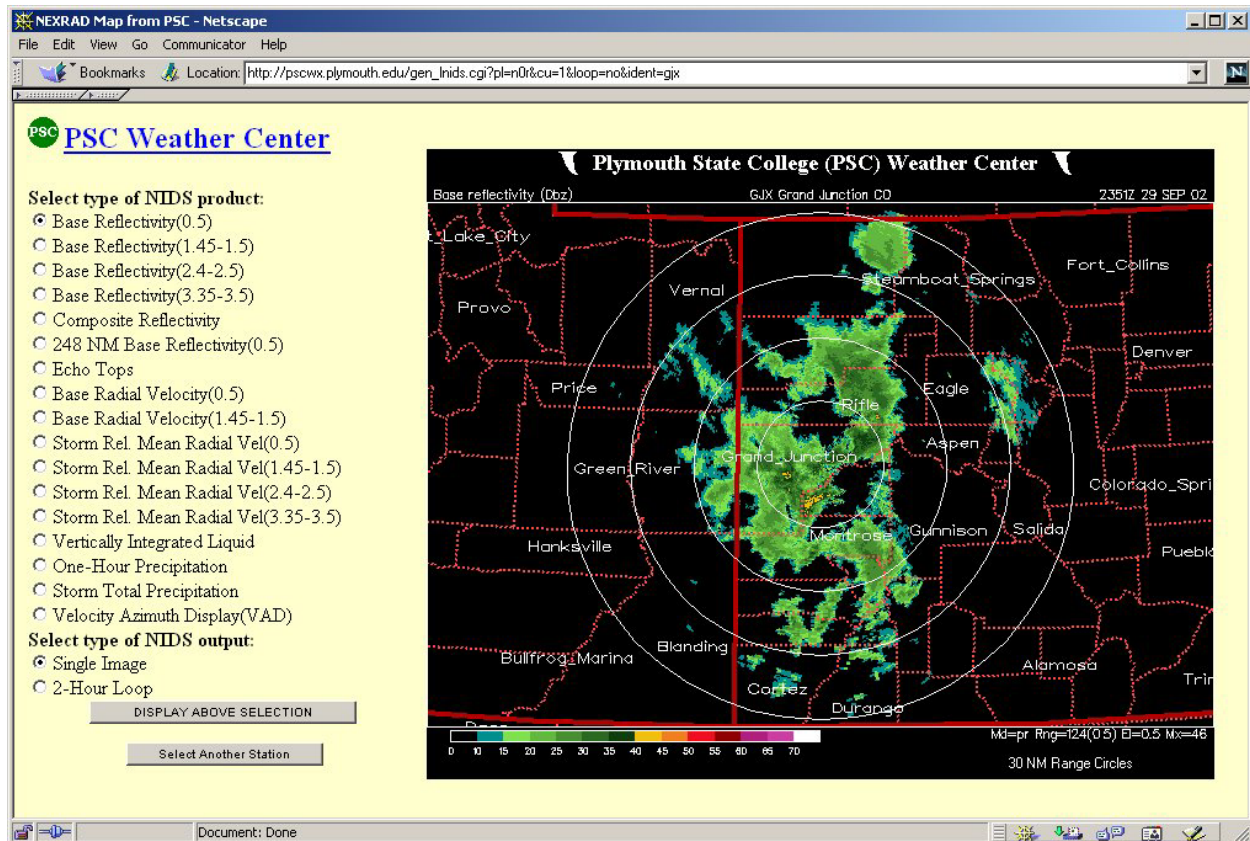 NEXRAD Map from PSC - Netscape
File Edit View Go Communicator Help
Bookmarks Location: http://pscwx.plymouth.edu/gen_lnids.cgi?pl=n0r&cu=1&loop=no&ident=gjx
N
PSC PSC Weather Center
Select type of NIDS product:
Base Reflectivity(0.5)
Base Reflectivity(1.45-1.5)
Base Reflectivity(2.4-2.5)
Base Reflectivity(3.35-3.5)
Composite Reflectivity
248 NM Base Reflectivity(0.5)
Echo Tops
Base Radial Velocity(0.5)
Base Radial Velocity(1.45-1.5)
Storm Rel. Mean Radial Vel(0.5)
Storm Rel. Mean Radial Vel(1.45-1.5)
Storm Rel. Mean Radial Vel(2.4-2.5)
Storm Rel. Mean Radial Vel(3.35-3.5)
Vertically Integrated Liquid
One-Hour Precipitation
Storm Total Precipitation
Velocity Azimuth Display(VAD)
Select type of NIDS output:
Single Image
2-Hour Loop
DISPLAY ABOVE SELECTION
Select Another Station
Plymouth State College (PSC) Weather Center
Base reflectivity (Dbz) GJX Grand Junction CO 2351Z 29 SEP 02
t_Lake_City
Steamboat_Springs
Fort_Collins
Vernal
Provo
Denver
Price
Eagle
Rifle
Aspen
Grand_Junction
Green_River
Colorado_Spri
Montrose
Gunnison
Salida
Hanksville
Pueblo
Blanding
Bullfrog_Marina
Alamosa
Cortez
Trin
Durango
Md=pr Rng=124(0.5) El=0.5 Mx=46
0 10 15 20 25 30 35 40 45 50 55 60 65 70
30 NM Range Circles
Document: Done